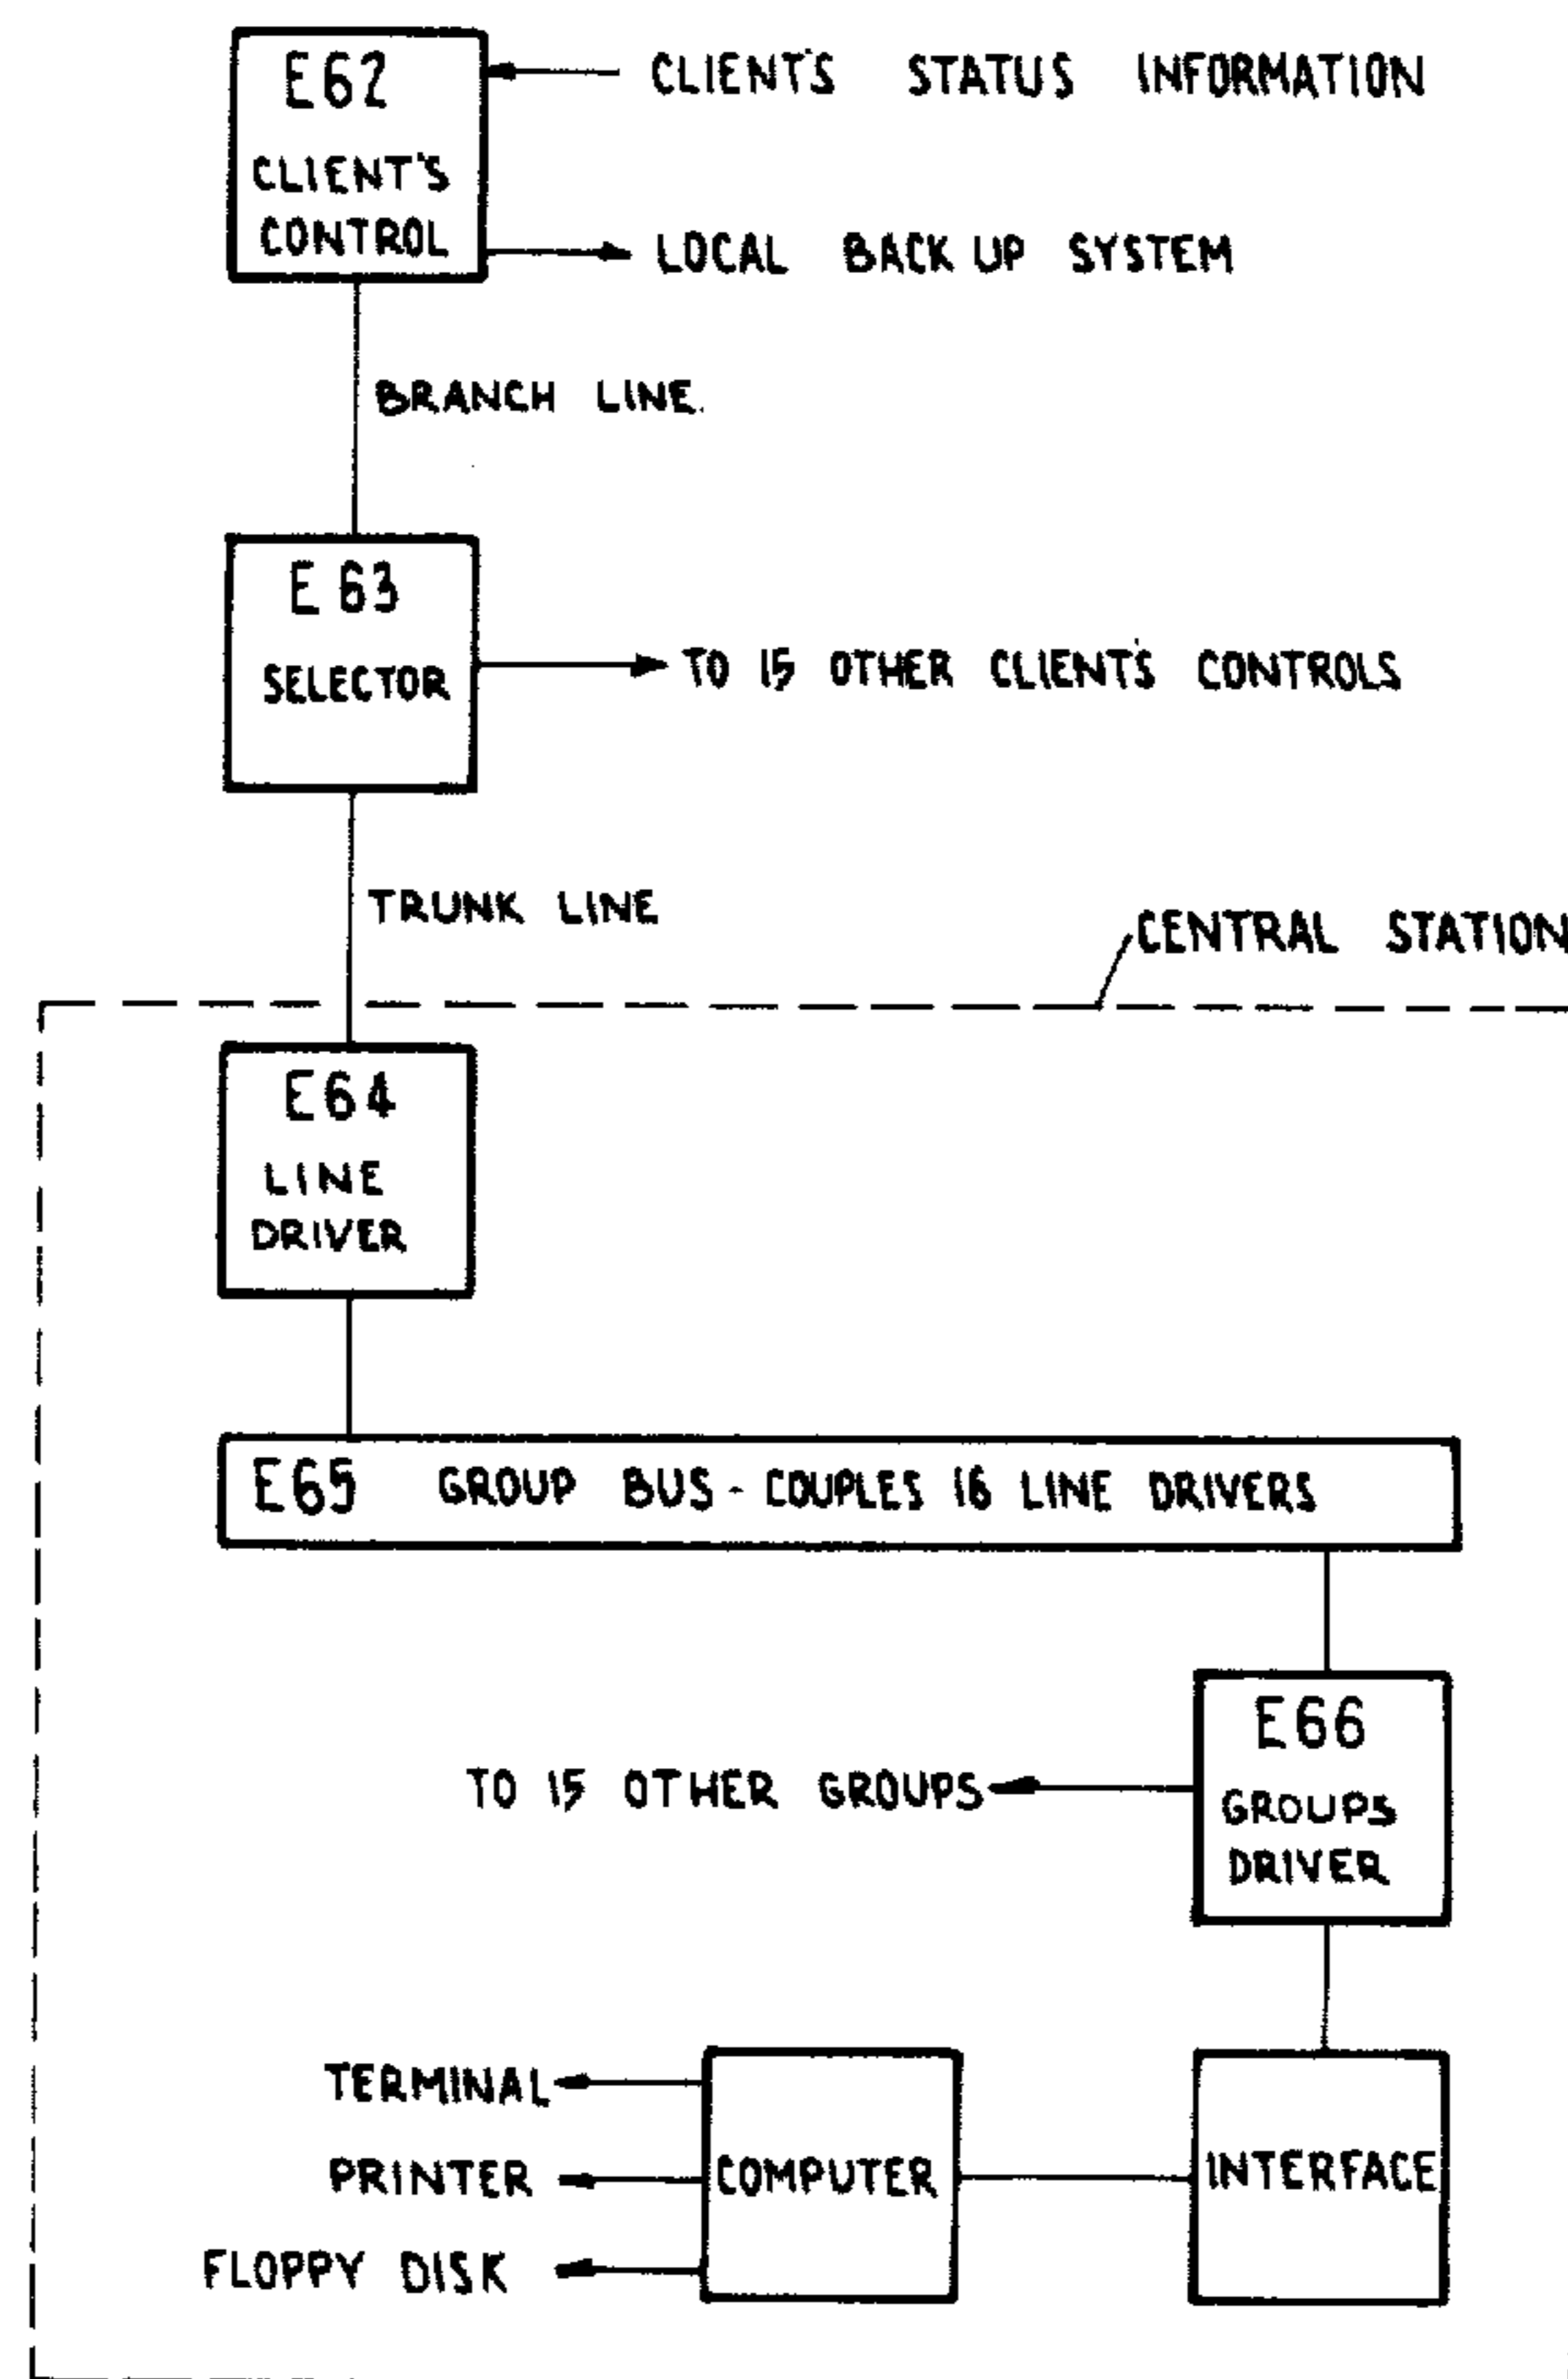 E62
CLIENT'S
CONTROL
CLIENT'S STATUS INFORMATION
LOCAL BACK UP SYSTEM
BRANCH LINE.
E 63
SELECTOR
TO 15 OTHER CLIENT'S CONTROLS
TRUNK LINE
CENTRAL STATION
E64
LINE
DRIVER
E65 GROUP BUS - COUPLES 16 LINE DRIVERS
E66
GROUPS
DRIVER
TO 15 OTHER GROUPS
TERMINAL
PRINTER
FLOPPY DISK
COMPUTER
INTERFACE